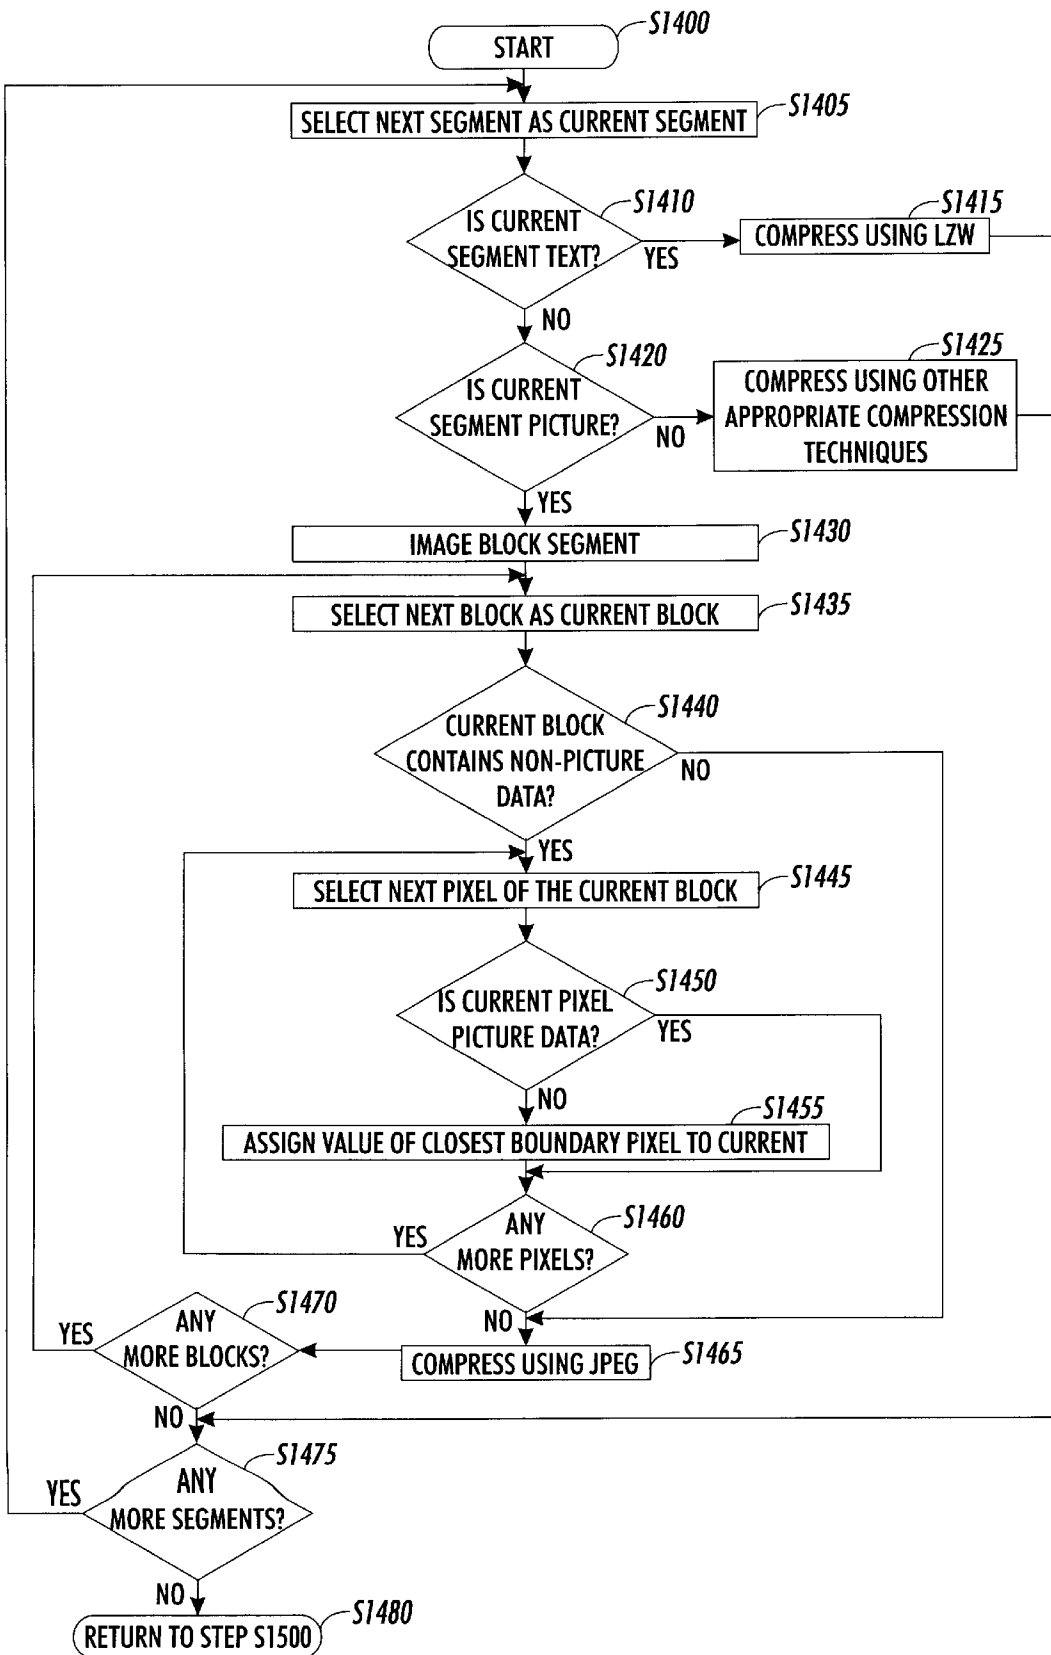 START
S1400
SELECT NEXT SEGMENT AS CURRENT SEGMENT
S1405
IS CURRENT
SEGMENT TEXT?
S1410
YES
COMPRESS USING LZW
S1415
NO
IS CURRENT
SEGMENT PICTURE?
S1420
NO
COMPRESS USING OTHER
APPROPRIATE COMPRESSION
TECHNIQUES
S1425
YES
IMAGE BLOCK SEGMENT
S1430
SELECT NEXT BLOCK AS CURRENT BLOCK
S1435
CURRENT BLOCK
CONTAINS NON-PICTURE
DATA?
S1440
NO
YES
SELECT NEXT PIXEL OF THE CURRENT BLOCK
S1445
IS CURRENT PIXEL
PICTURE DATA?
S1450
YES
NO
ASSIGN VALUE OF CLOSEST BOUNDARY PIXEL TO CURRENT
S1455
ANY
MORE PIXELS?
S1460
YES
NO
COMPRESS USING JPEG
S1465
ANY
MORE BLOCKS?
S1470
YES
NO
ANY
MORE SEGMENTS?
S1475
YES
NO
RETURN TO STEP S1500
S1480